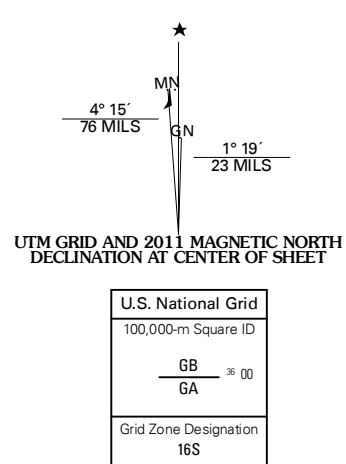 ★
MN
4° 15´
76 MILS
GN
1° 19´
23 MILS
UTM GRID AND 2011 MAGNETIC NORTH
DECLINATION AT CENTER OF SHEET
U.S. National Grid
100,000-m Square ID
GB
36 00
GA
Grid Zone Designation
16S